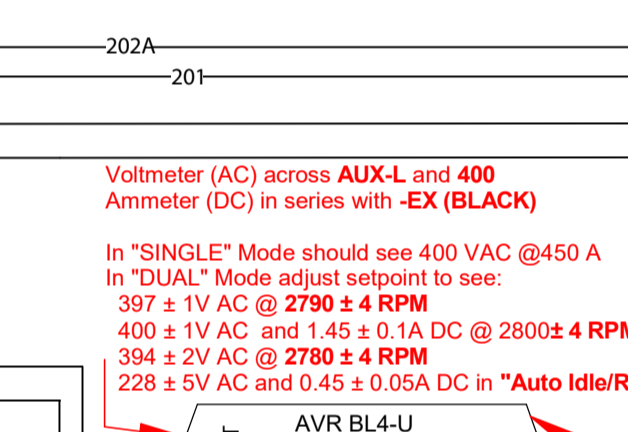 202A
201
Voltmeter (AC) across AUX-L and 400
Ammeter (DC) in series with -EX (BLACK)
In "SINGLE" Mode should see 400 VAC @450 A
In "DUAL" Mode adjust setpoint to see:
397 ± 1V AC @ 2790 ± 4 RPM
400 ± 1V AC and 1.45 ± 0.1A DC @ 2800± 4 RPM
394 ± 2V AC @ 2780 ± 4 RPM
228 ± 5V AC and 0.45 ± 0.05A DC in "Auto Idle/R
AVR BL4-U